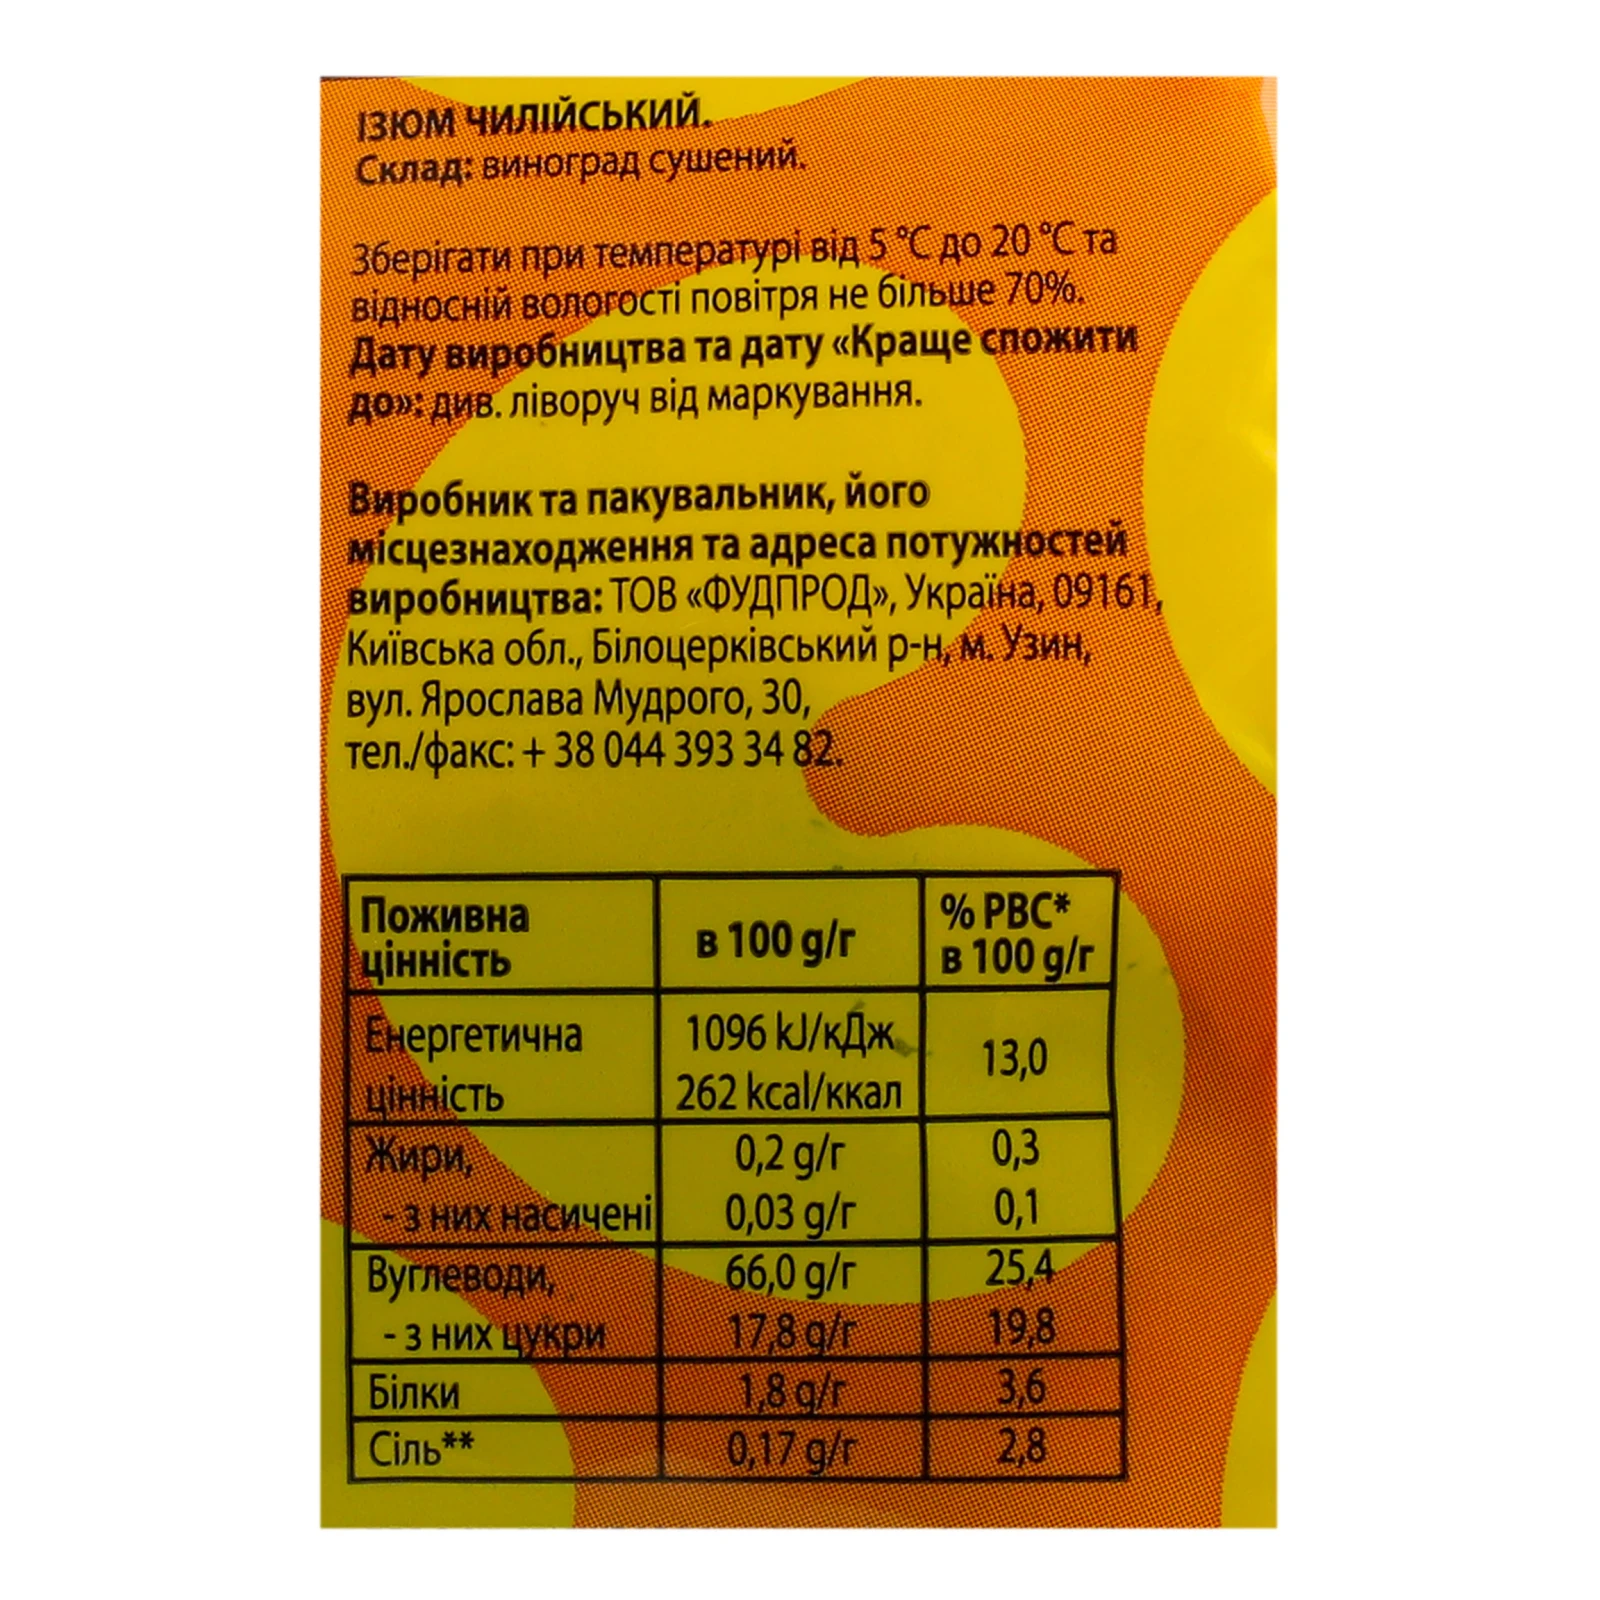 ІЗЮМ ЧИЛІЙСЬКИЙ.
Склад: виноград сушений.
Зберігати при температурі від 5 °C до 20 °C та
відносній вологості повітря не більше 70%.
Дату виробництва та дату «Краще спожити
до»: див. ліворуч від маркування.
Виробник та пакувальник, його
місцезнаходження та адреса потужностей
виробництва: ТОВ «ФУДПРОД», Україна, 09161,
Київська обл., Білоцерківський р-н, м. Узин,
вул. Ярослава Мудрого, 30,
тел./факс: + 38 044 393 34 82.
Поживна цінність в 100 g/г % РВС* в 100 g/г
Енергетична цінність 1096 kJ/кДж 262 kcal/ккал 13,0
Жири, 0,2 g/г 0,3
- з них насичені 0,03 g/г 0,1
Вуглеводи, 66,0 g/г 25,4
- з них цукри 17,8 g/г 19,8
Білки 1,8 g/г 3,6
Сіль** 0,17 g/г 2,8